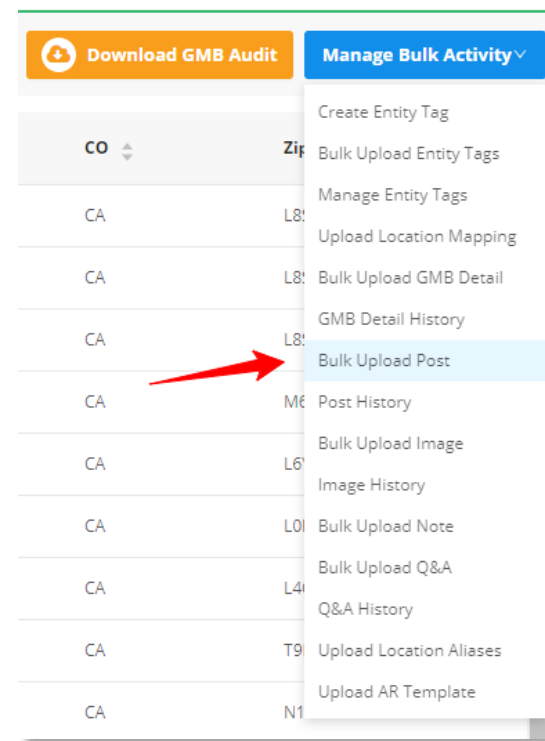 Download GMB Audit
Manage Bulk Activity
CO
Create Entity Tag
Bulk Upload Entity Tags
Manage Entity Tags
CA
Upload Location Mapping
CA
Bulk Upload GMB Detail
GMB Detail History
CA
Bulk Upload Post
CA
Post History
Bulk Upload Image
CA
Image History
CA
Bulk Upload Note
Bulk Upload Q&A
CA
Q&A History
CA
Upload Location Aliases
Upload AR Template
CA